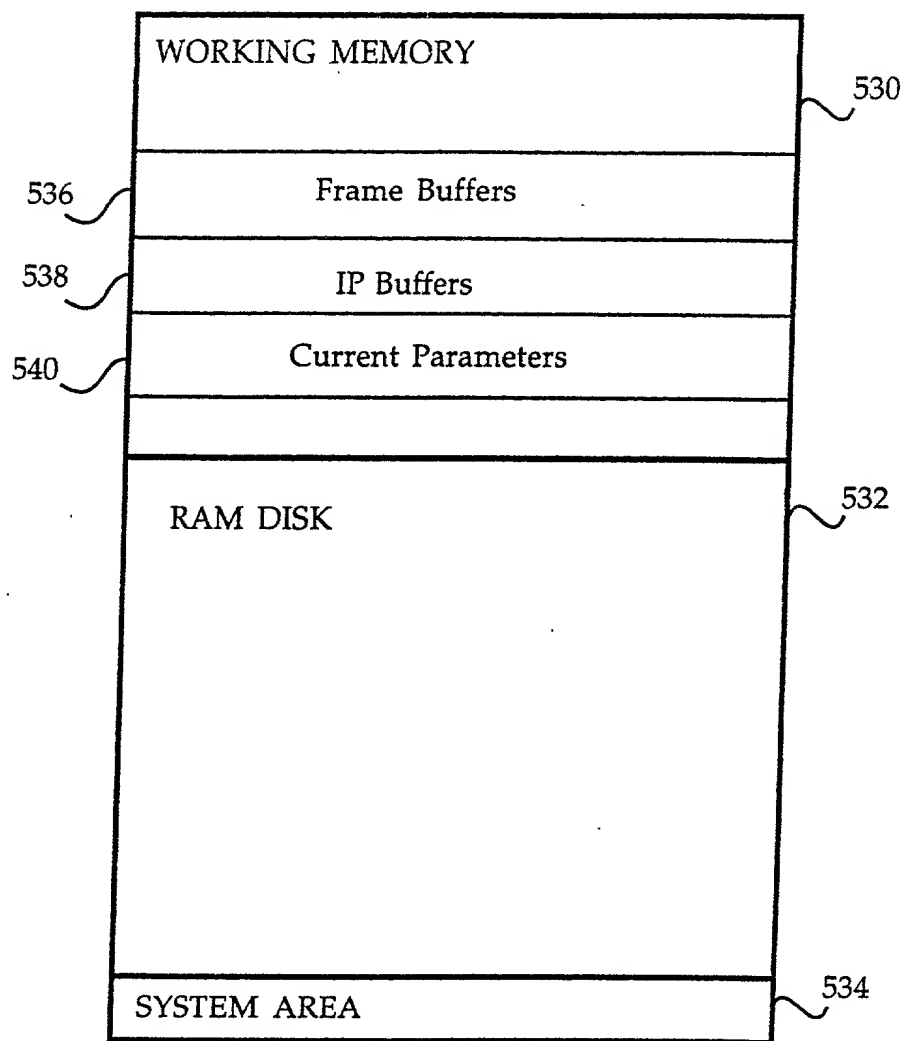 WORKING MEMORY
530
536
Frame Buffers
538
IP Buffers
540
Current Parameters
532
RAM DISK
534
SYSTEM AREA